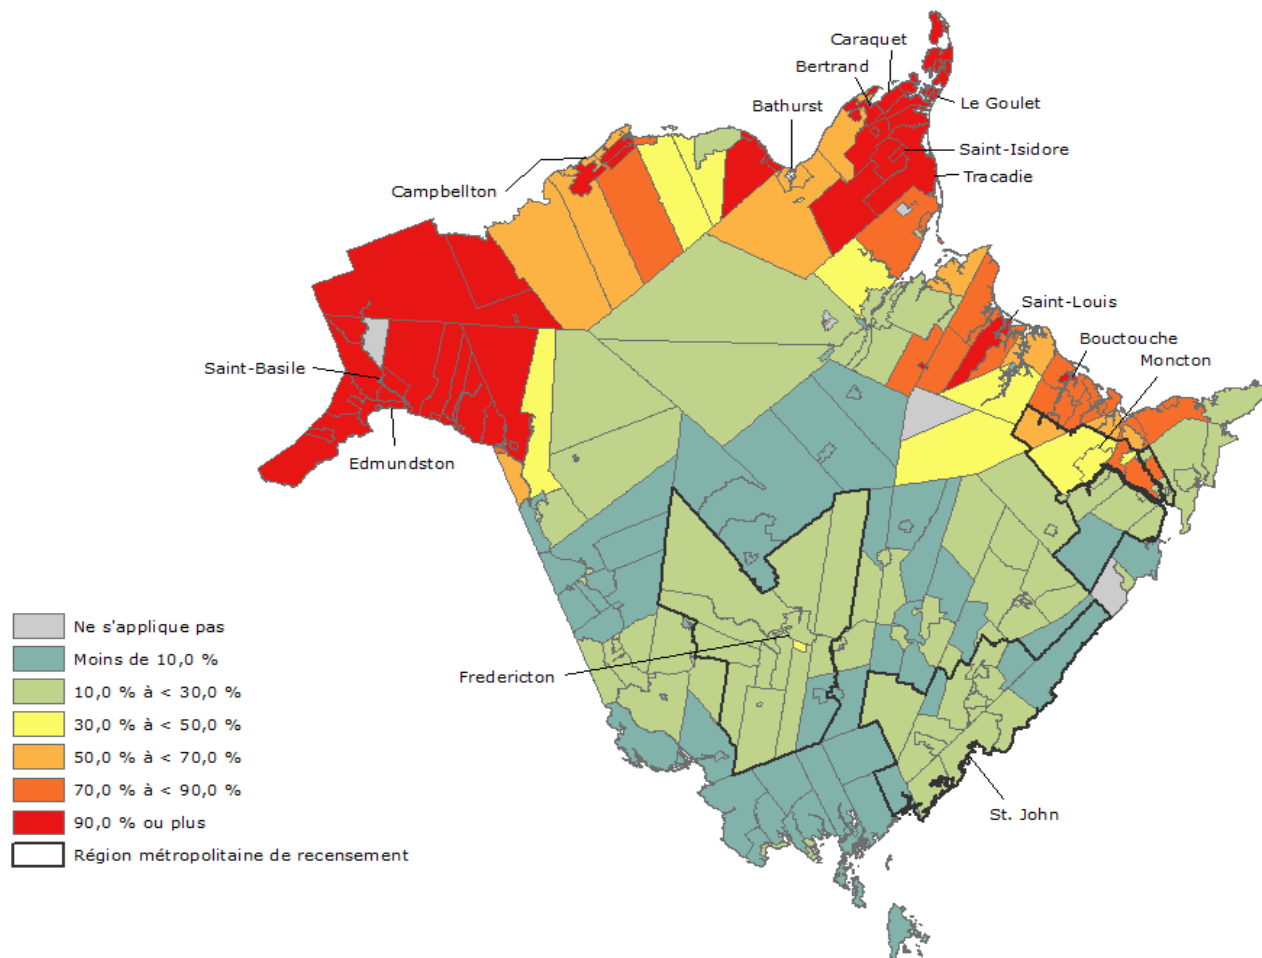 Caraquet
Bertrand
Bathurst
Le Goulet
Saint-Isidore
Tracadie
Campbellton
Saint-Louis
Bouctouche
Moncton
Saint-Basile
Edmundston
Fredericton
St. John
Ne s'applique pas
Moins de 10,0 %
10,0 % à < 30,0 %
30,0 % à < 50,0 %
50,0 % à < 70,0 %
70,0 % à < 90,0 %
90,0 % ou plus
Région métropolitaine de recensement